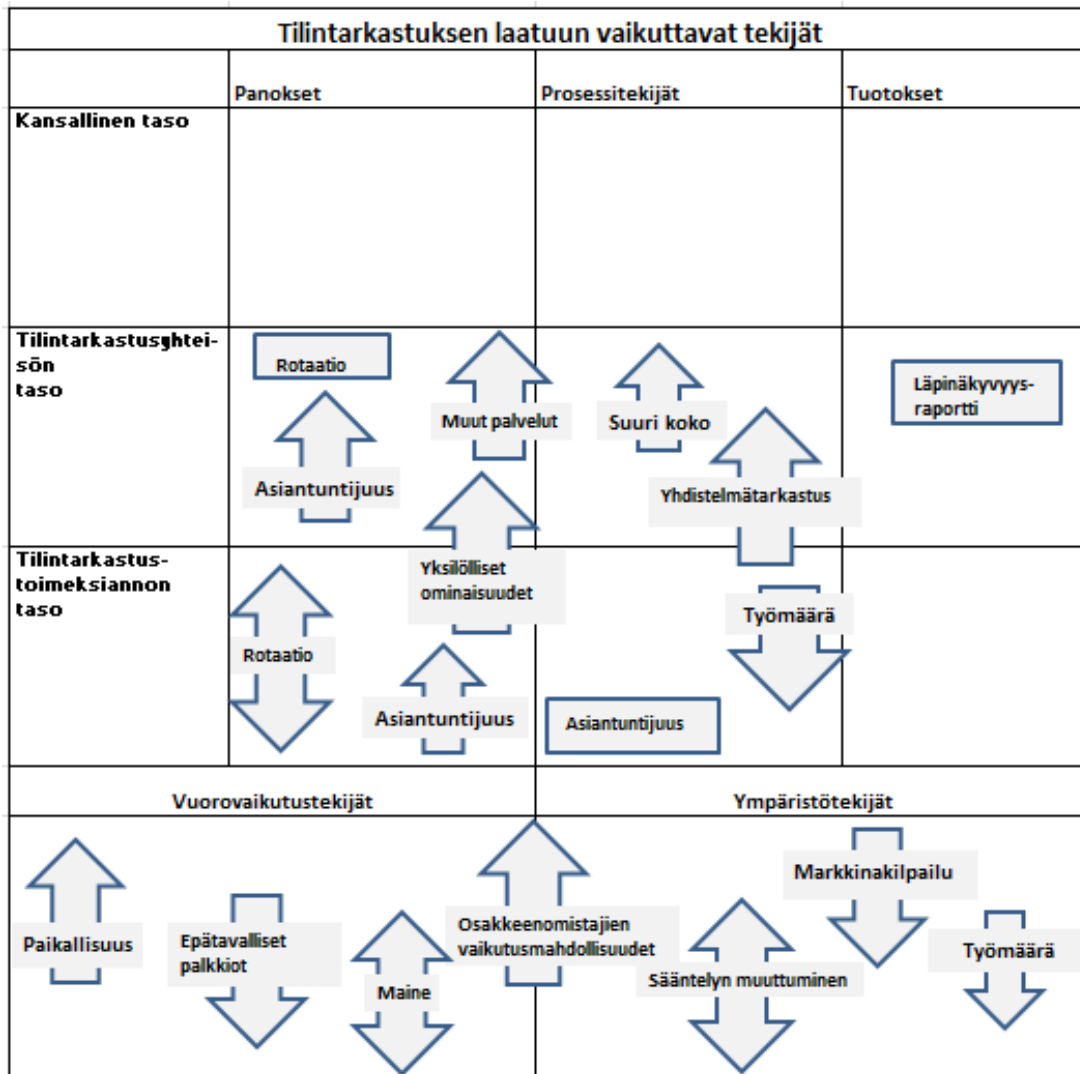 Tilintarkastuksen laatuun vaikuttavat tekijät
Panokset
Prosessitekijät
Tuotokset
Kansallinen taso
Tilintarkastusyhtei-
sön
taso
Rotaatio
Muut palvelut
Asiantuntijuus
Suuri koko
Yhdistelmätarkastus
Läpinäkyvyys-
raportti
Tilintarkastus-
toimeksiannon
taso
Yksilölliset
ominaisuudet
Rotaatio
Asiantuntijuus
Työmäärä
Asiantuntijuus
Vuorovaikutustekijät
Ympäristötekijät
Paikallisuus
Epätavalliset
palkkiot
Maine
Osakkeenomistajien
vaikutusmahdollisuudet
Sääntelyn muuttuminen
Markkinakilpailu
Työmäärä